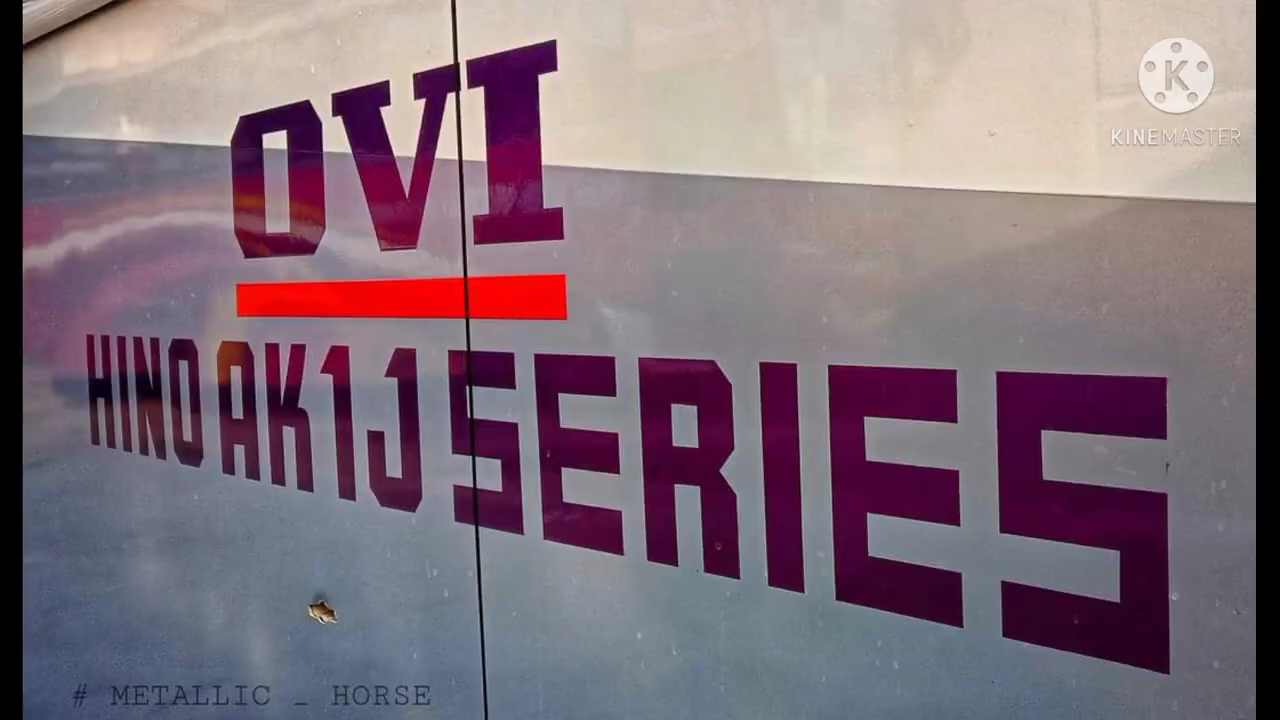 OVI
K
KINEMASTER
HINO AK1J SERIES
# METALLIC _ HORSE